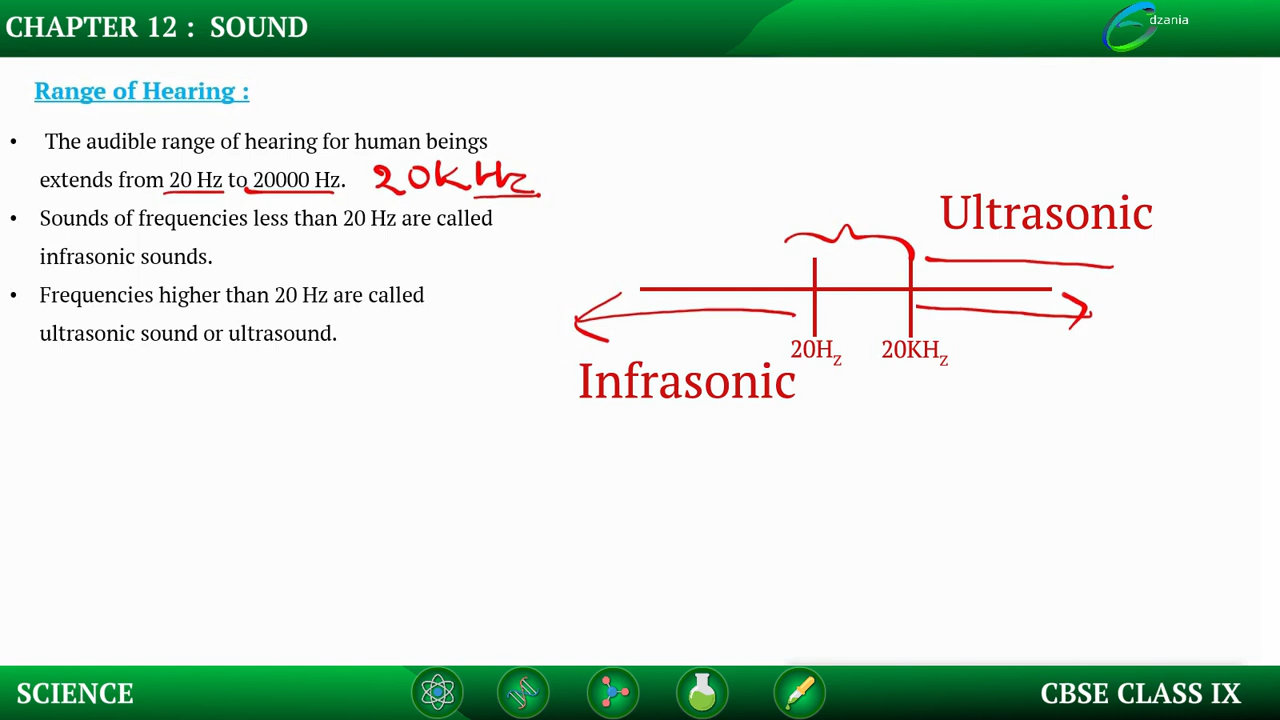 CHAPTER 12 : SOUND
dzania
Range of Hearing :
• The audible range of hearing for human beings
extends from 20 Hz to 20000 Hz. 20KHz
• Sounds of frequencies less than 20 Hz are called
infrasonic sounds.
• Frequencies higher than 20 Hz are called
ultrasonic sound or ultrasound.
Ultrasonic
20Hz 20KHz
Infrasonic
SCIENCE
CBSE CLASS IX